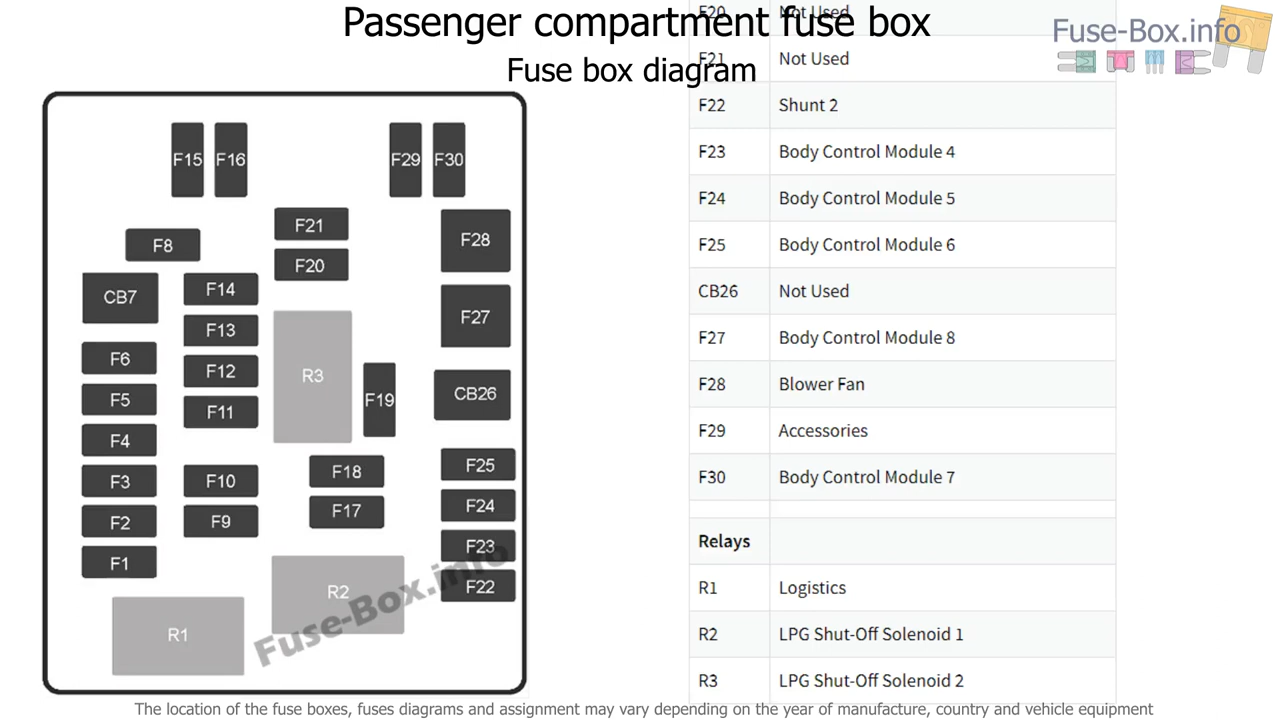 Passenger compartment fuse box
Fuse box diagram
Fuse-Box.info
F15 F16 F29 F30
F21
F8 F28
F20
CB7 F14
F13 F27
F6 F12 R3
F5 F11 F19 CB26
F4
F3 F10 F18 F25
F2 F9 F17 F24
F1 F23
R2 F22
R1
Fuse-Box.info
F20 Not Used
F21 Not Used
F22 Shunt 2
F23 Body Control Module 4
F24 Body Control Module 5
F25 Body Control Module 6
CB26 Not Used
F27 Body Control Module 8
F28 Blower Fan
F29 Accessories
F30 Body Control Module 7
Relays
R1 Logistics
R2 LPG Shut-Off Solenoid 1
R3 LPG Shut-Off Solenoid 2
The location of the fuse boxes, fuses diagrams and assignment may vary depending on the year of manufacture, country and vehicle equipment